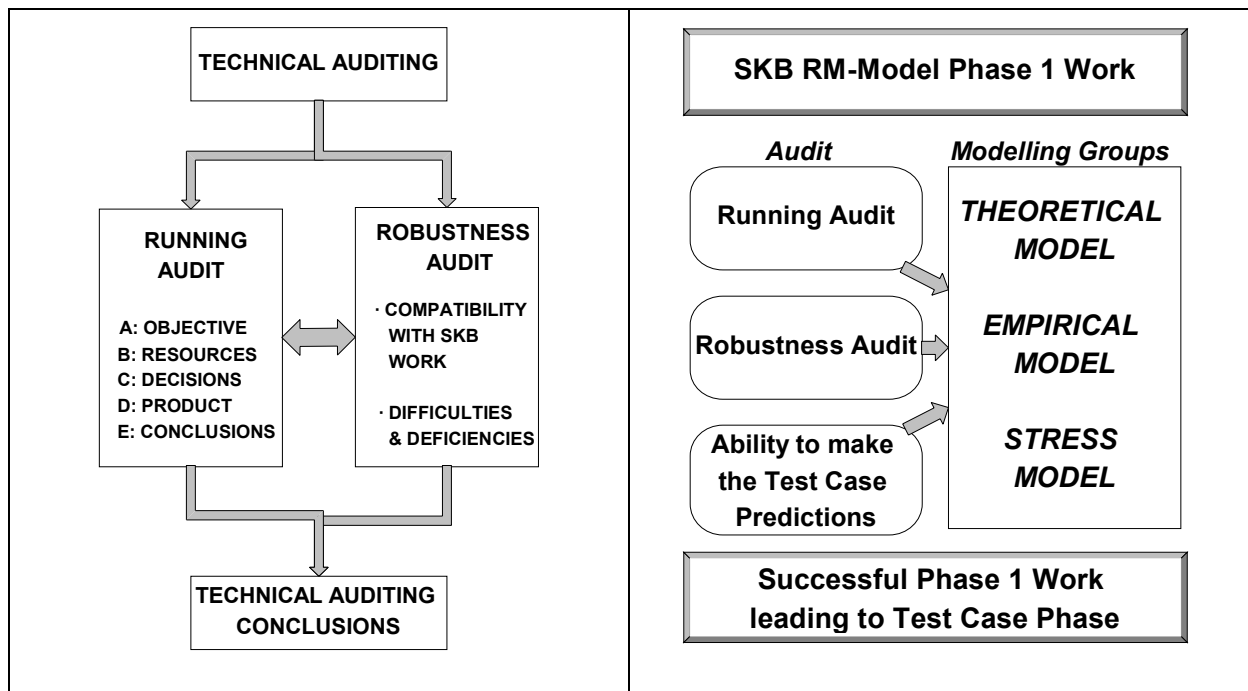 TECHNICAL AUDITING
RUNNING
AUDIT
A: OBJECTIVE
B: RESOURCES
C: DECISIONS
D: PRODUCT
E: CONCLUSIONS
ROBUSTNESS
AUDIT
· COMPATIBILITY
WITH SKB
WORK
· DIFFICULTIES
& DEFICIENCIES
TECHNICAL AUDITING
CONCLUSIONS
SKB RM-Model Phase 1 Work
Audit
Running Audit
Robustness Audit
Ability to make
the Test Case
Predictions
Modelling Groups
THEORETICAL
MODEL
EMPIRICAL
MODEL
STRESS
MODEL
Successful Phase 1 Work
leading to Test Case Phase